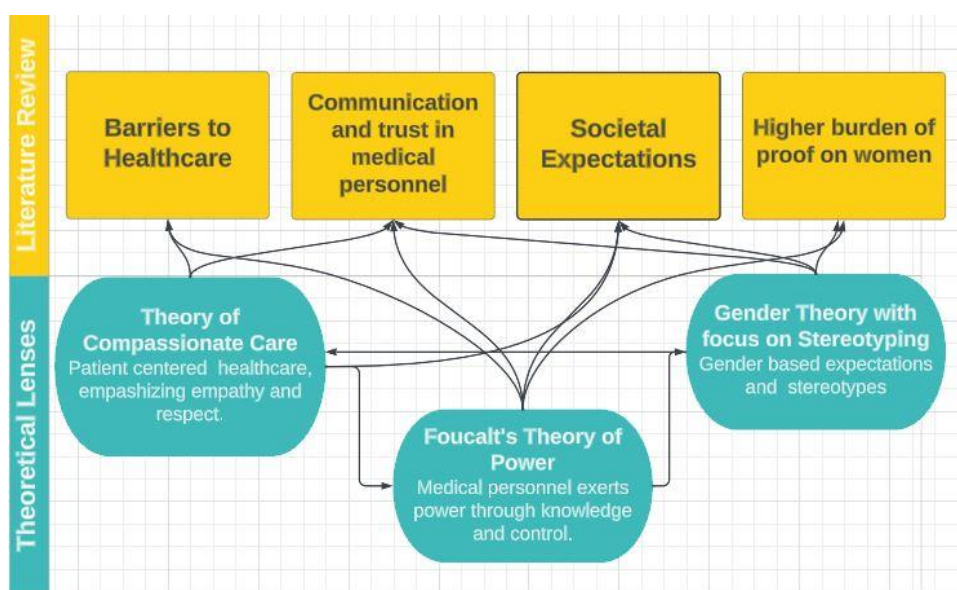 Literature Review
Barriers to
Healthcare
Communication
and trust in
medical
personnel
Societal
Expectations
Higher burden of
proof on women
Theoretical Lenses
Theory of
Compassionate Care
Patient centered healthcare,
empashizing empathy and
respect.
Foucalt's Theory of
Power
Medical personnel exerts
power through knowledge
and control.
Gender Theory with
focus on Stereotyping
Gender based expectations
and stereotypes